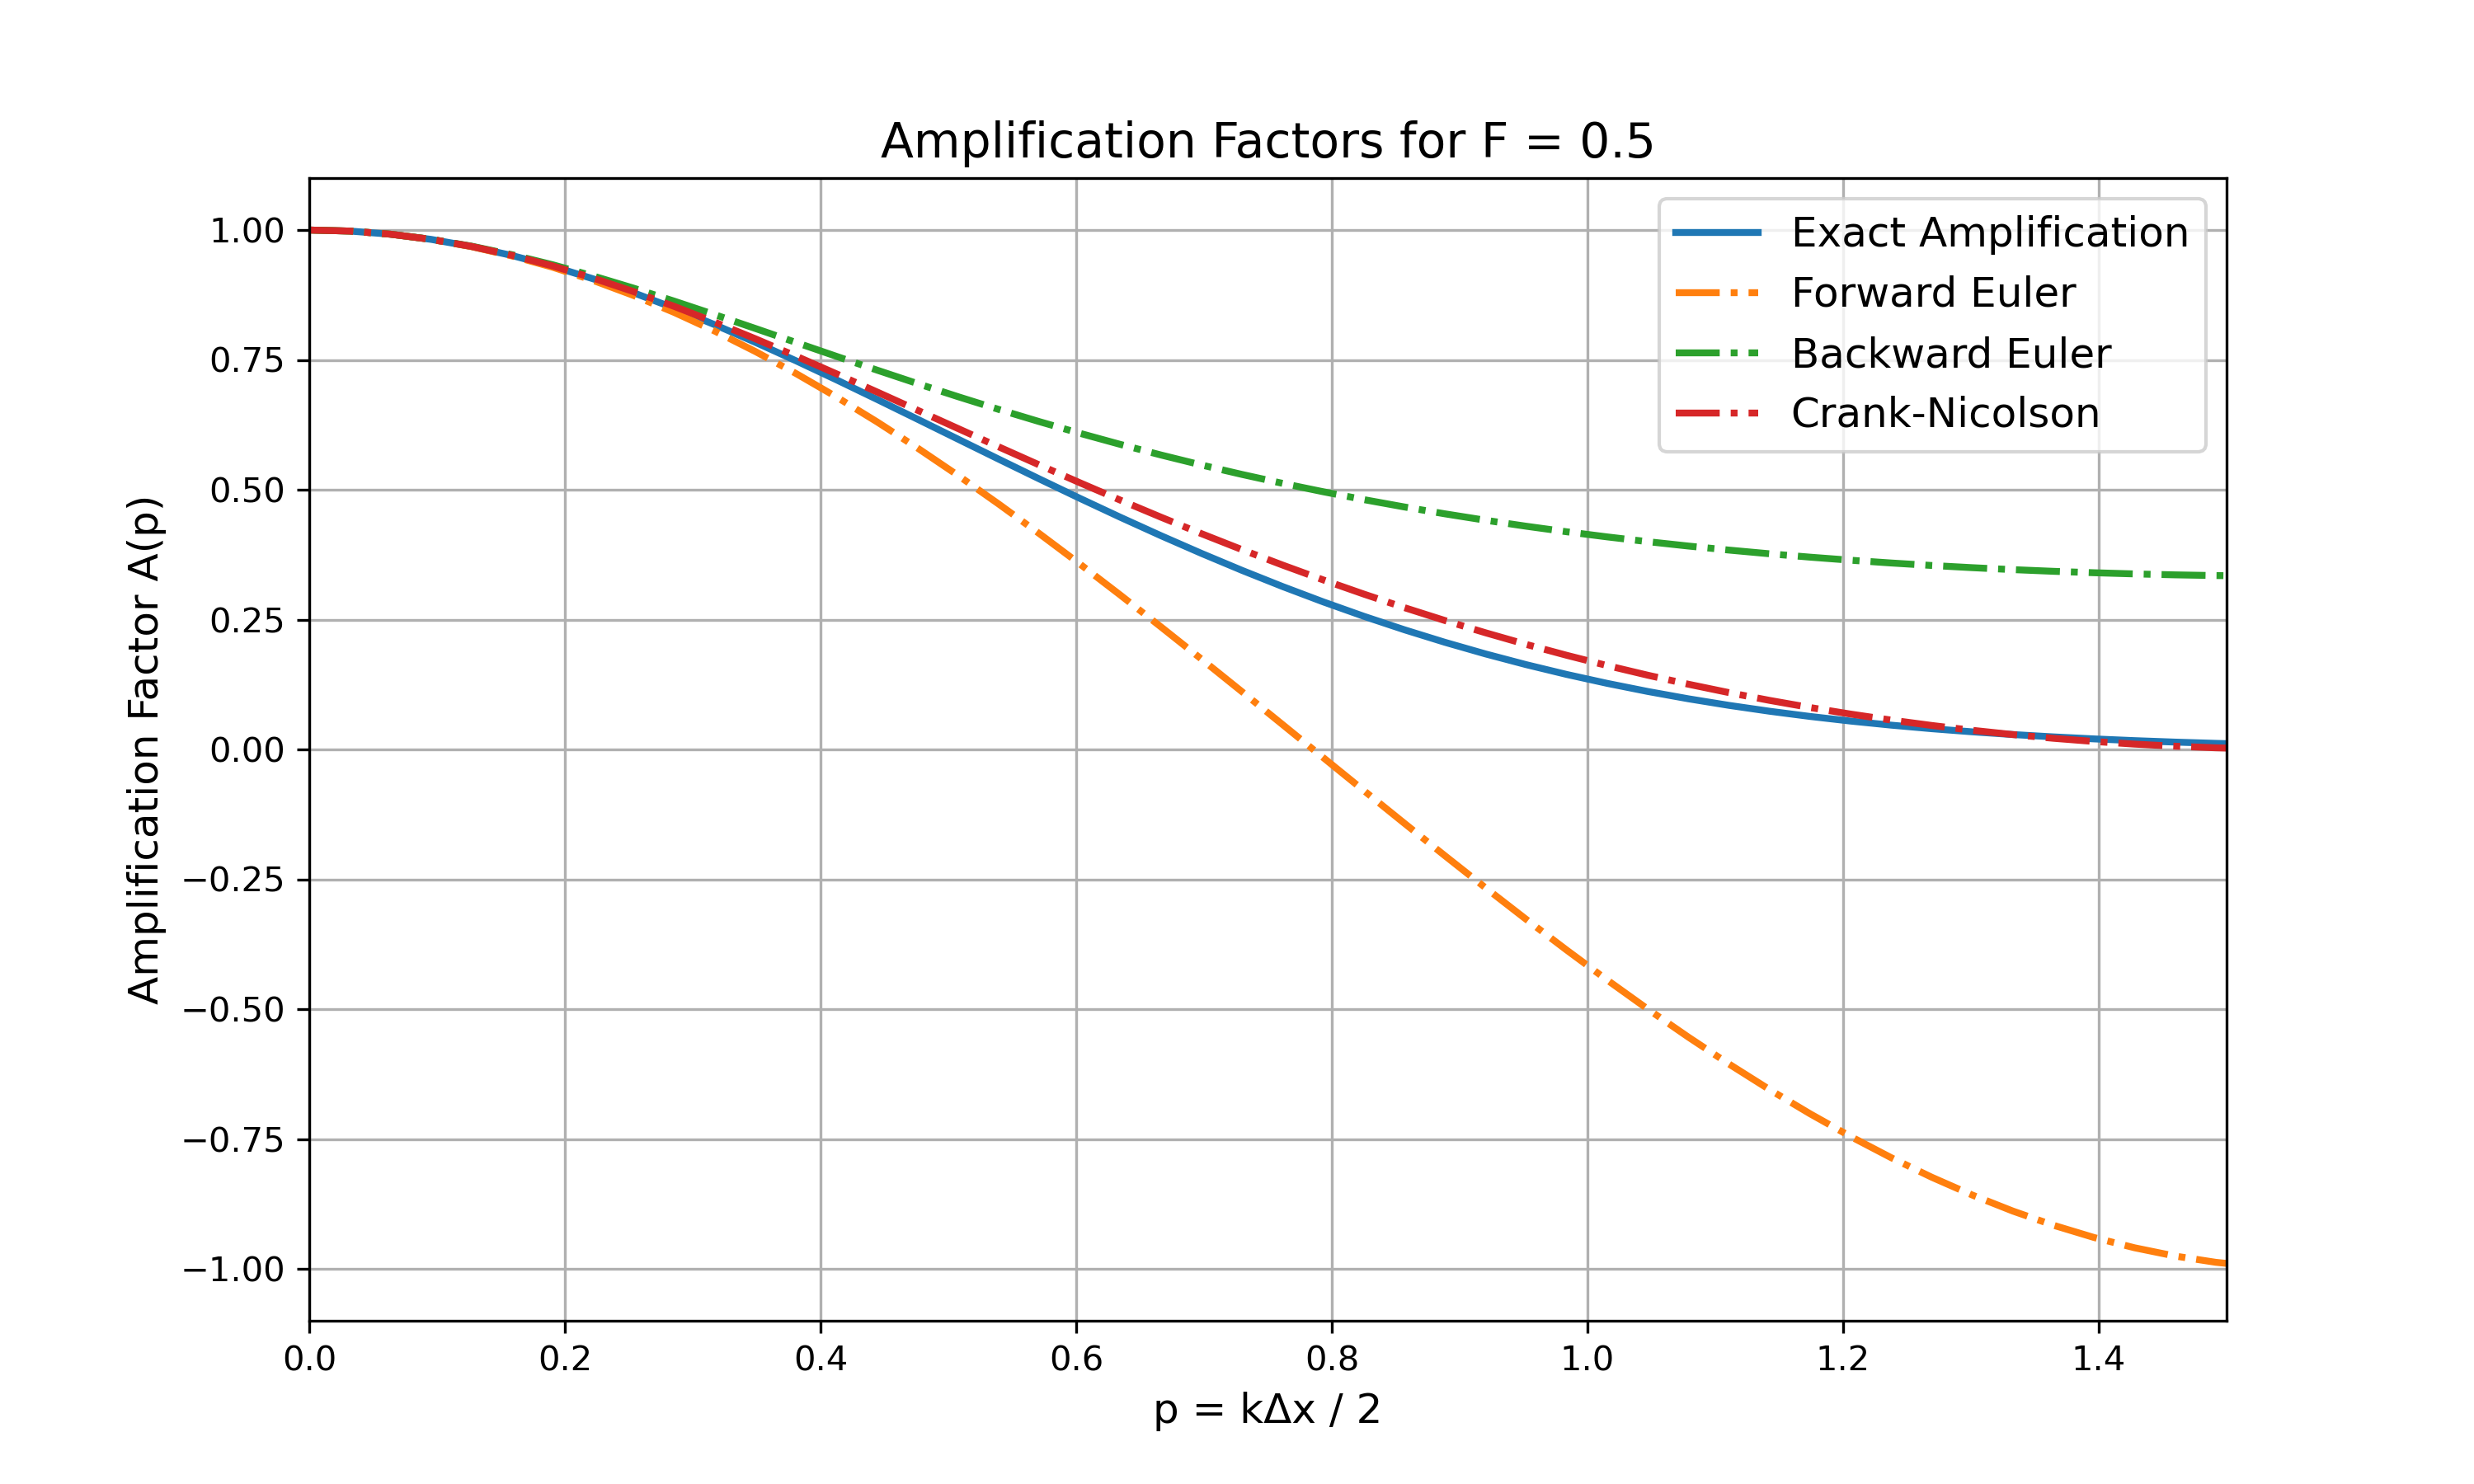 Amplification Factors for F = 0.5
Exact Amplification
Forward Euler
Backward Euler
Crank-Nicolson
Amplification Factor A(p)
1.00
0.75
0.50
0.25
0.00
−0.25
−0.50
−0.75
−1.00
0.0 0.2 0.4 0.6 0.8 1.0 1.2 1.4
p = kΔx / 2